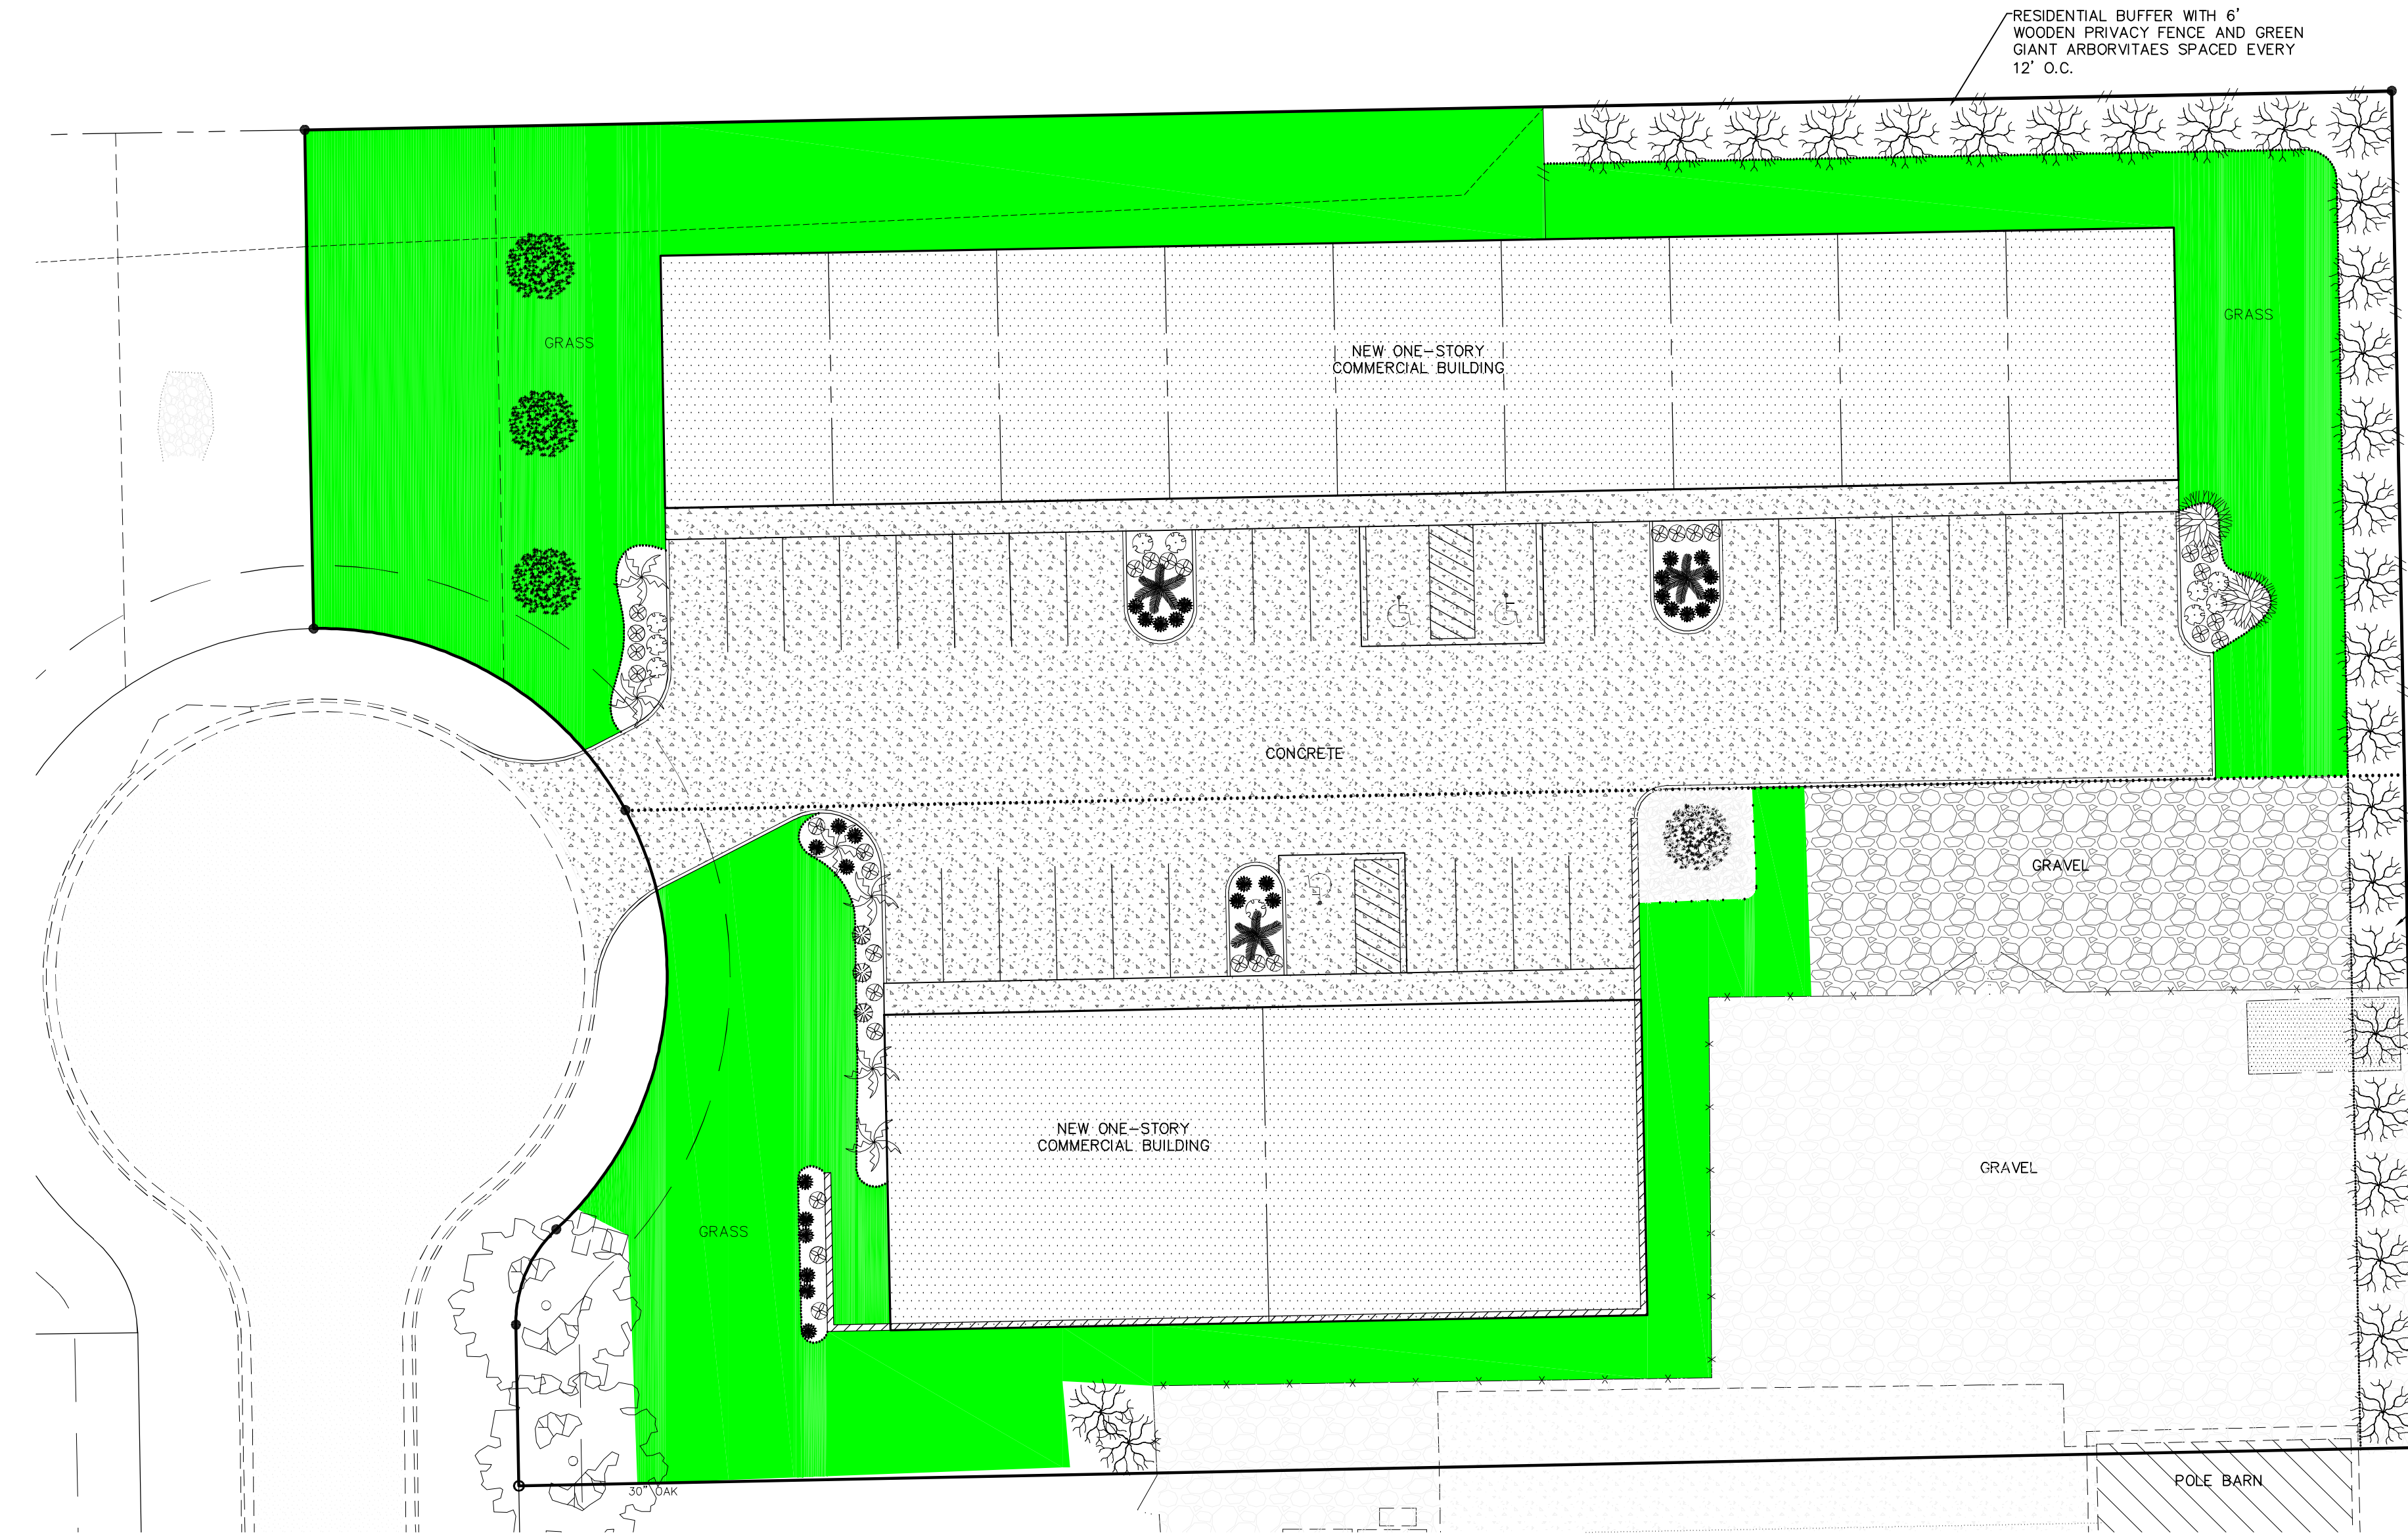 RESIDENTIAL BUFFER WITH 6'
WOODEN PRIVACY FENCE AND GREEN
GIANT ARBORVITAES SPACED EVERY
12' O.C.
GRASS
GRASS
NEW ONE-STORY
COMMERCIAL BUILDING
CONCRETE
GRAVEL
NEW ONE-STORY
COMMERCIAL BUILDING
GRAVEL
GRASS
POLE BARN
30" OAK